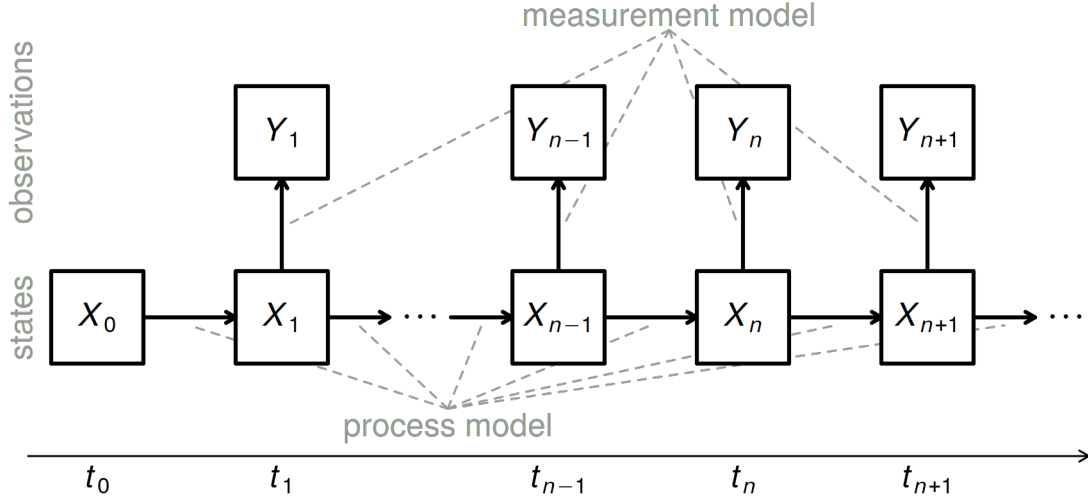 measurement model
observations
Y1 Yn−1 Yn Yn+1
states
X0 X1 ··· Xn−1 Xn Xn+1 ···
process model
t0 t1 tn−1 tn tn+1